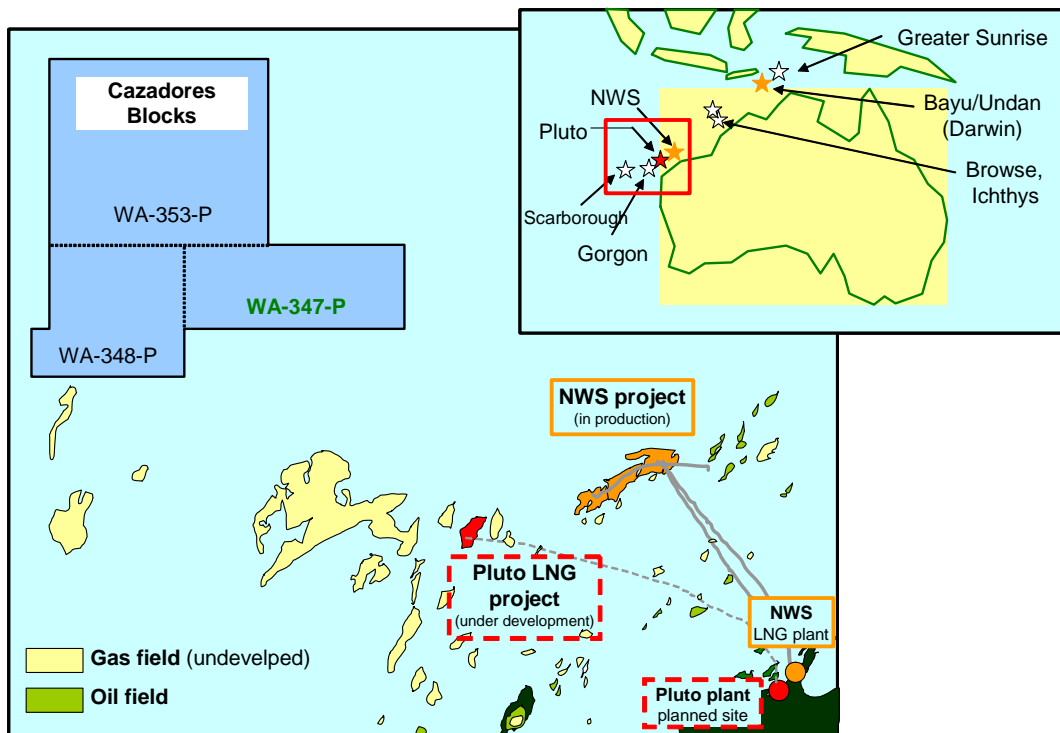 Cazadores
Blocks
WA-353-P
WA-347-P
WA-348-P
Greater Sunrise
NWS
Bayu/Undan
(Darwin)
Pluto
Browse,
Ichthys
Scarborough
Gorgon
NWS project
(in production)
Pluto LNG
project
(under development)
NWS
LNG plant
Gas field (undevelped)
Oil field
Pluto plant
planned site